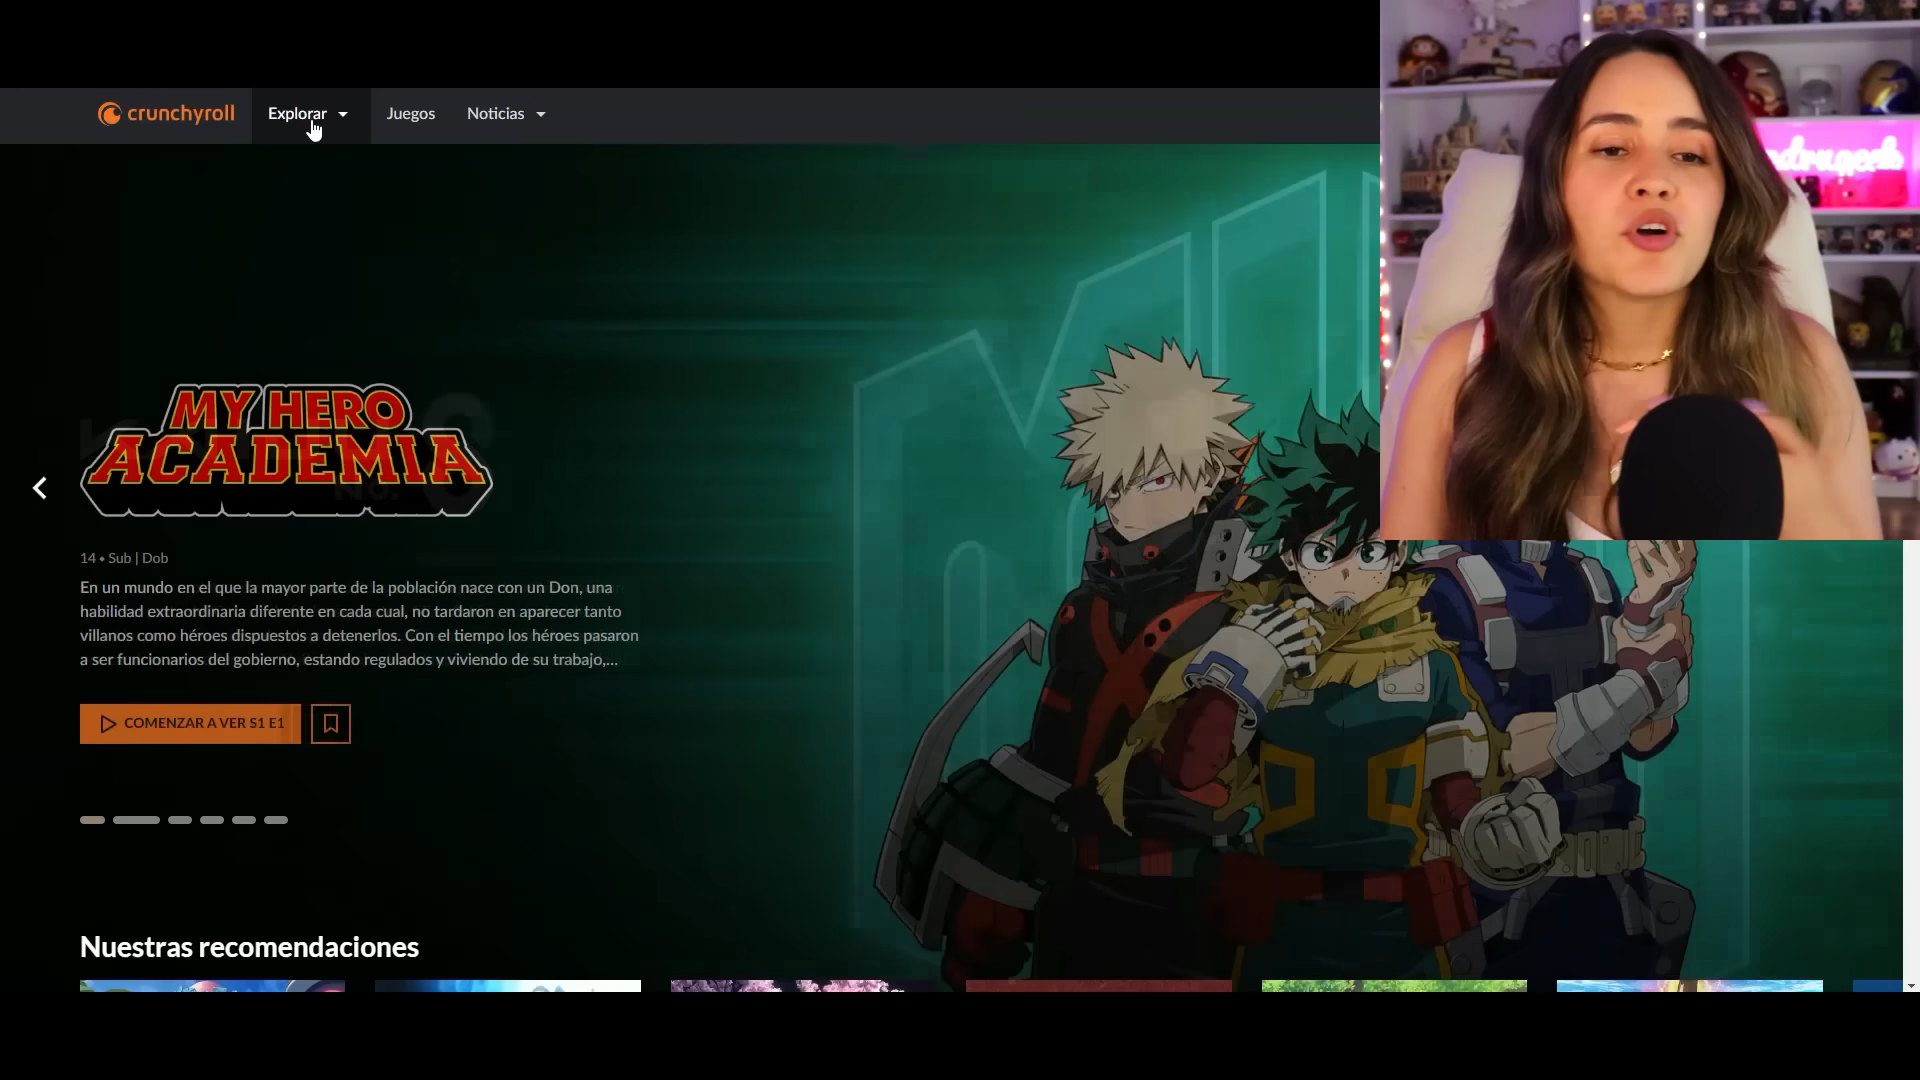 crunchyroll
Explorar
Juegos
Noticias
MY HERO
ACADEMIA
14 • Sub | Dob
En un mundo en el que la mayor parte de la población nace con un Don, una
habilidad extraordinaria diferente en cada cual, no tardaron en aparecer tanto
villanos como héroes dispuestos a detenerlos. Con el tiempo los héroes pasaron
a ser funcionarios del gobierno, estando regulados y viviendo de su trabajo,...
COMENZAR A VER S1 E1
Nuestras recomendaciones